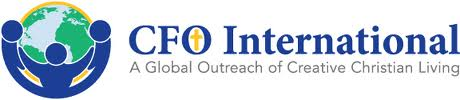 CFO International
A Global Outreach of Creative Christian Living